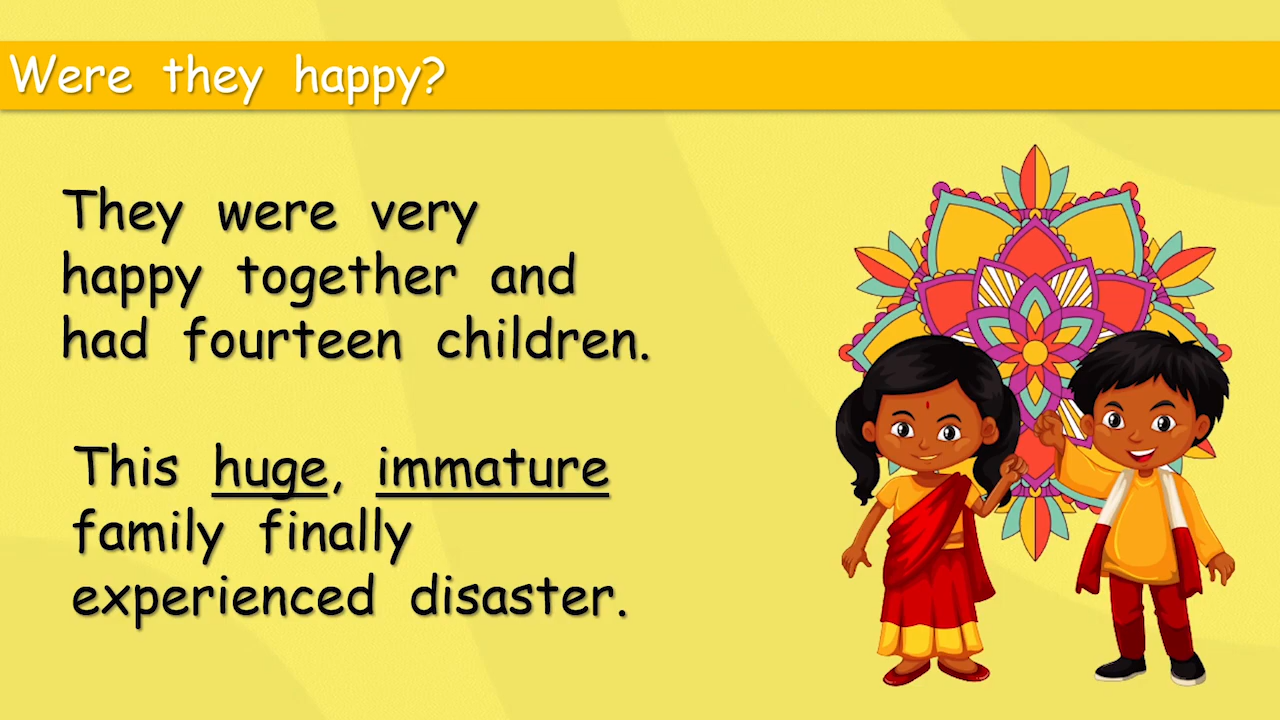 Were they happy?
They were very
happy together and
had fourteen children.
This huge, immature
family finally
experienced disaster.